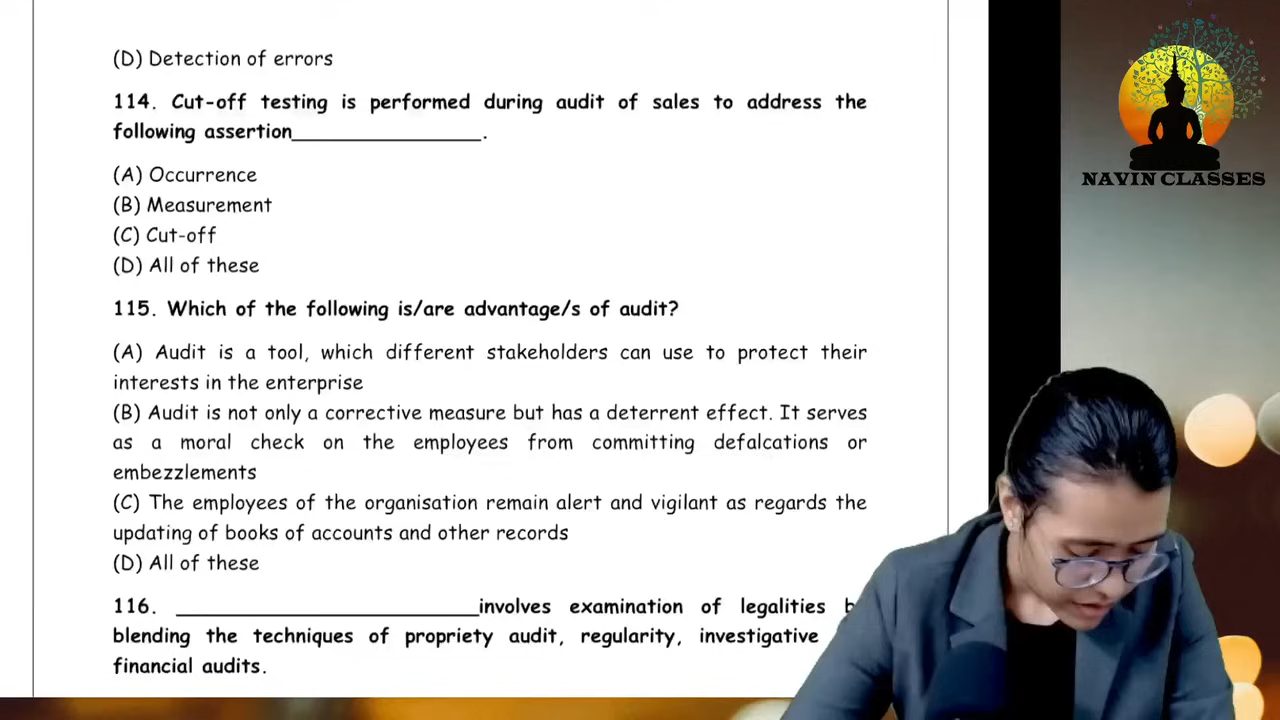 (D) Detection of errors
114. Cut-off testing is performed during audit of sales to address the
following assertion_________________.
(A) Occurrence
(B) Measurement
(C) Cut-off
(D) All of these
115. Which of the following is/are advantage/s of audit?
(A) Audit is a tool, which different stakeholders can use to protect their
interests in the enterprise
(B) Audit is not only a corrective measure but has a deterrent effect. It serves
as a moral check on the employees from committing defalcations or
embezzlements
(C) The employees of the organisation remain alert and vigilant as regards the
updating of books of accounts and other records
(D) All of these
116. ___________________________involves examination of legalities
blending the techniques of propriety audit, regularity, investigative
financial audits.
NAVIN CLASSES